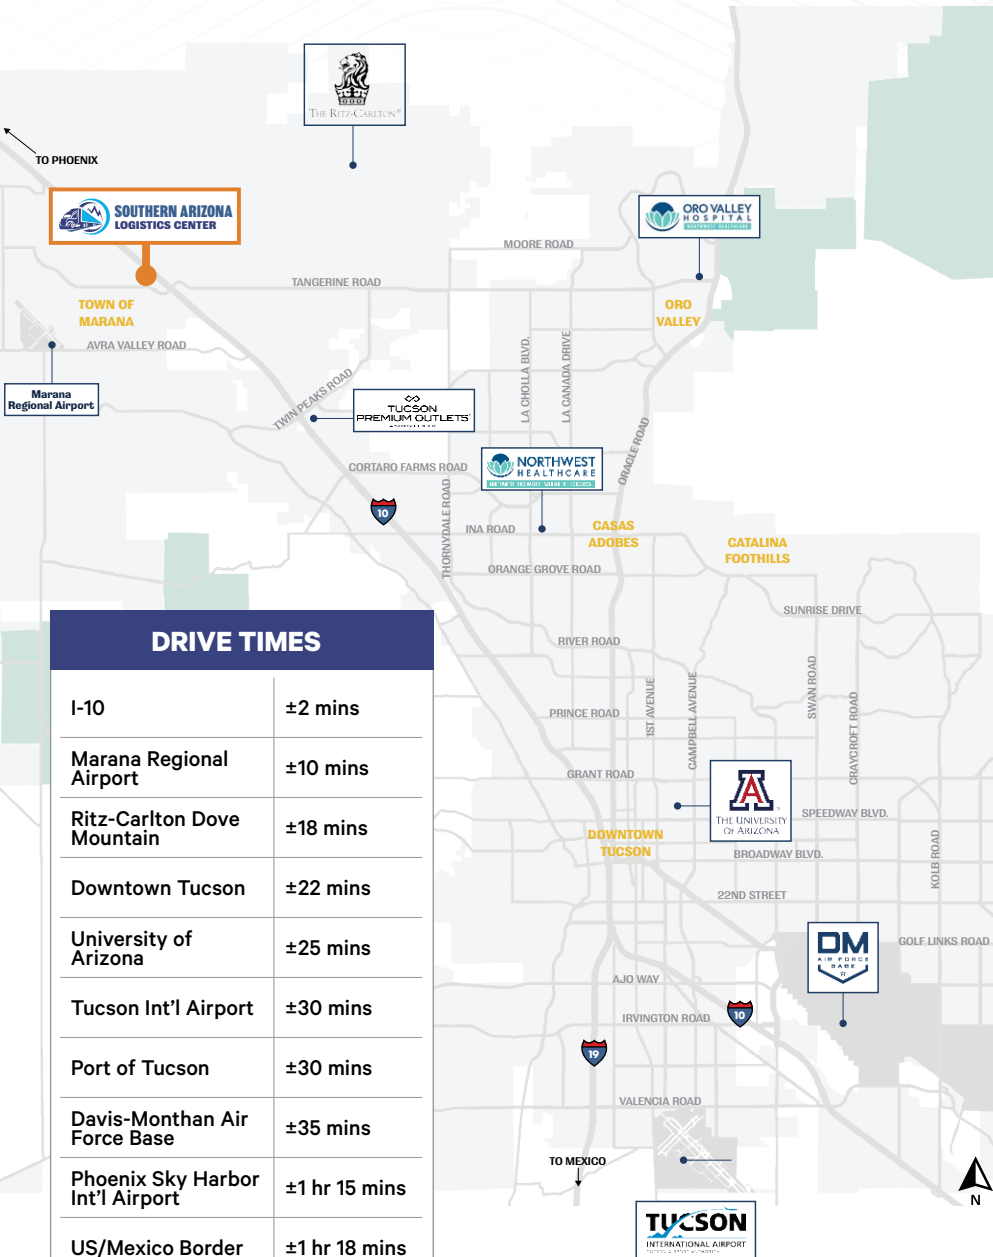 THE RITZ-CARLTON®
TO PHOENIX
SOUTHERN ARIZONA
LOGISTICS CENTER
ORO VALLEY
HOSPITAL
NORTHWEST HEALTHCARE
MOORE ROAD
TANGERINE ROAD
TOWN OF
MARANA
ORO
VALLEY
AVRA VALLEY ROAD
Marana
Regional Airport
TWIN PEAKS ROAD
TUCSON
PREMIUM OUTLETS
LA CHOLLA BLVD.
LA CANADA DRIVE
ORACLE ROAD
CORTARO FARMS ROAD
NORTHWEST
HEALTHCARE
THORNYDALE ROAD
10
INA ROAD
CASAS
ADOBES
CATALINA
FOOTHILLS
ORANGE GROVE ROAD
SUNRISE DRIVE
RIVER ROAD
1ST AVENUE
CAMPBELL AVENUE
SWAN ROAD
CRAYCROFT ROAD
PRINCE ROAD
GRANT ROAD
A
THE UNIVERSITY
OF ARIZONA
SPEEDWAY BLVD.
DOWNTOWN
TUCSON
BROADWAY BLVD.
KOLB ROAD
22ND STREET
DM
AIR FORCE
BASE
GOLF LINKS ROAD
AJO WAY
IRVINGTON ROAD
10
19
VALENCIA ROAD
TO MEXICO
N
TUCSON
INTERNATIONAL AIRPORT
DRIVE TIMES
I-10 ±2 mins
Marana Regional
Airport ±10 mins
Ritz-Carlton Dove
Mountain ±18 mins
Downtown Tucson ±22 mins
University of
Arizona ±25 mins
Tucson Int'l Airport ±30 mins
Port of Tucson ±30 mins
Davis-Monthan Air
Force Base ±35 mins
Phoenix Sky Harbor
Int'l Airport ±1 hr 15 mins
US/Mexico Border ±1 hr 18 mins